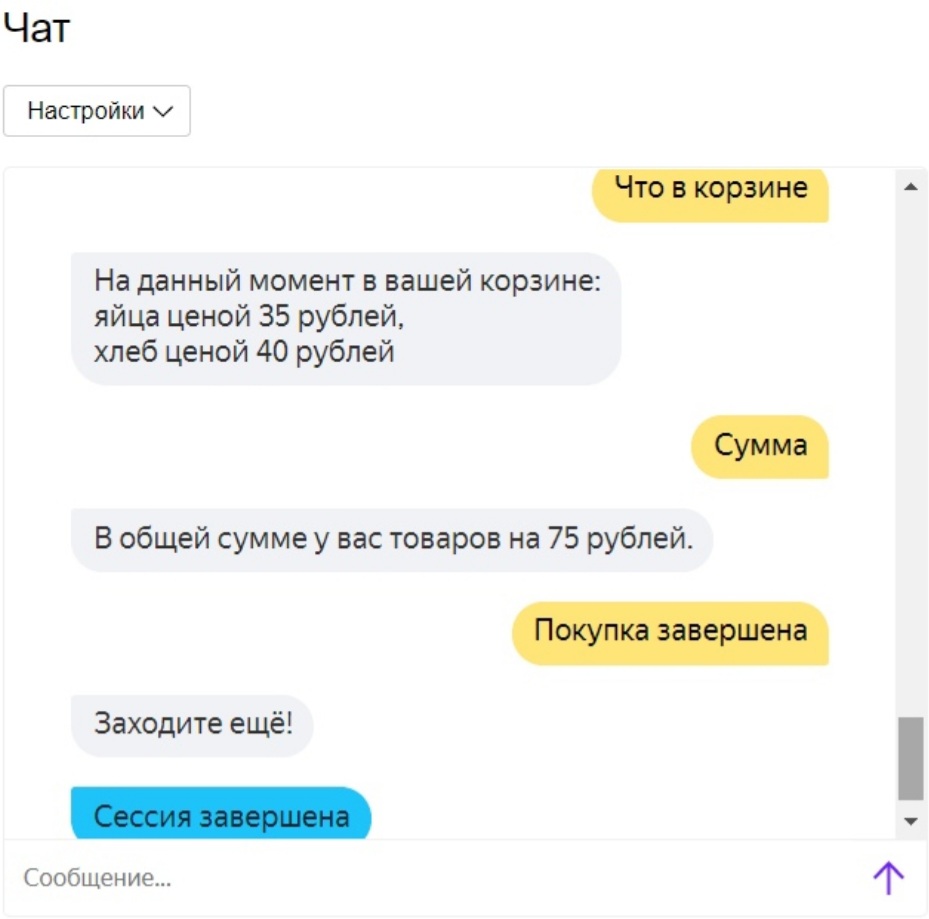 Чат
Настройки
Что в корзине
На данный момент в вашей корзине:
яйца ценой 35 рублей,
хлеб ценой 40 рублей
Сумма
В общей сумме у вас товаров на 75 рублей.
Покупка завершена
Заходите ещё!
Сессия завершена
Сообщение...